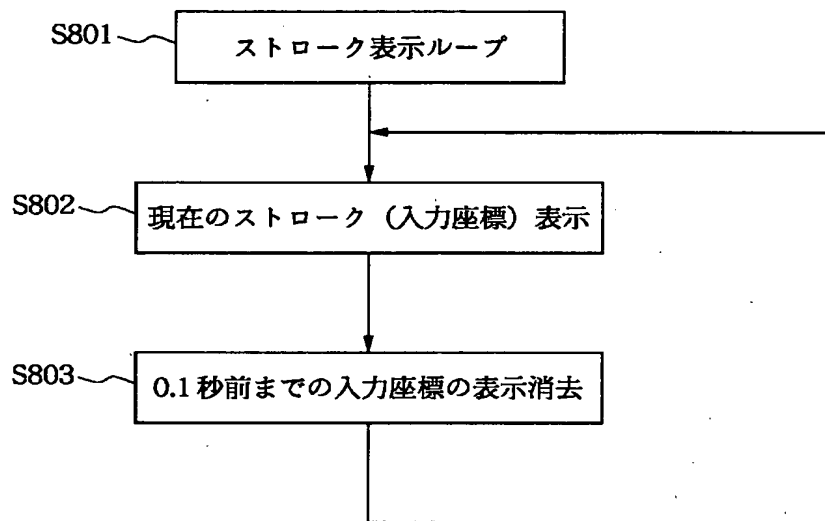 S801
ストローク表示ループ
S802
現在のストローク（入力座標）表示
S803
0.1秒前までの入力座標の表示消去